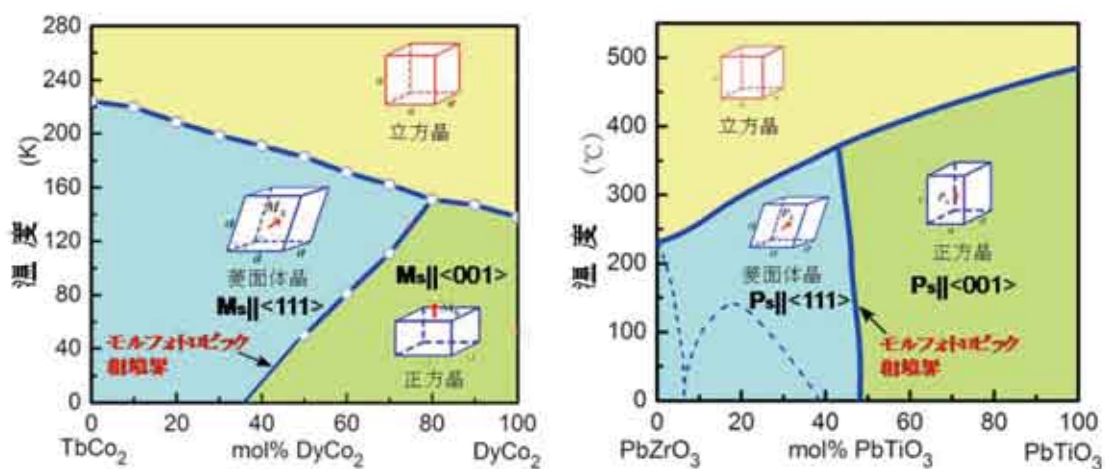 280
240
200
160
120
80
40
0
温度 (K)
立方晶
菱面体晶
Ms||<111>
Ms||<001>
正方晶
モルフォトロピック
相境界
0 20 40 60 80 100
TbCo2 mol% DyCo2 DyCo2
500
400
300
200
100
0
温度 (℃)
立方晶
菱面体晶
Ps||<111>
正方晶
Ps||<001>
モルフォトロピック
相境界
0 20 40 60 80 100
PbZrO3 mol% PbTiO3 PbTiO3